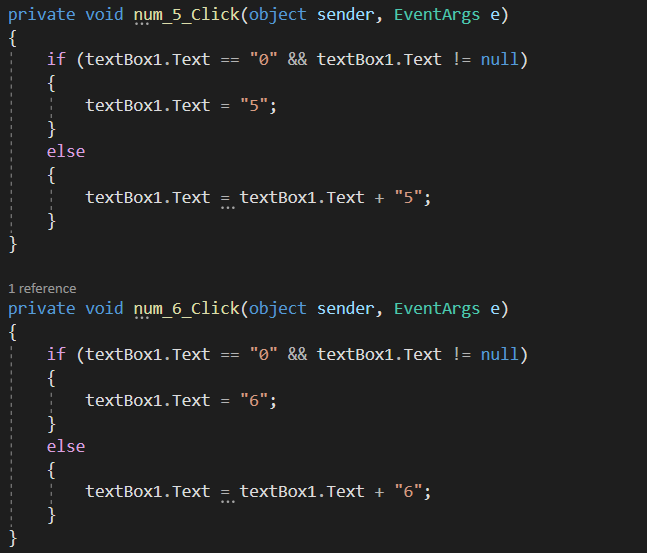 private void num_5_Click(object sender, EventArgs e)
{
    if (textBox1.Text == "0" && textBox1.Text != null)
    {
        textBox1.Text = "5";
    }
    else
    {
        textBox1.Text = textBox1.Text + "5";
    }
}
1 reference
private void num_6_Click(object sender, EventArgs e)
{
    if (textBox1.Text == "0" && textBox1.Text != null)
    {
        textBox1.Text = "6";
    }
    else
    {
        textBox1.Text = textBox1.Text + "6";
    }
}